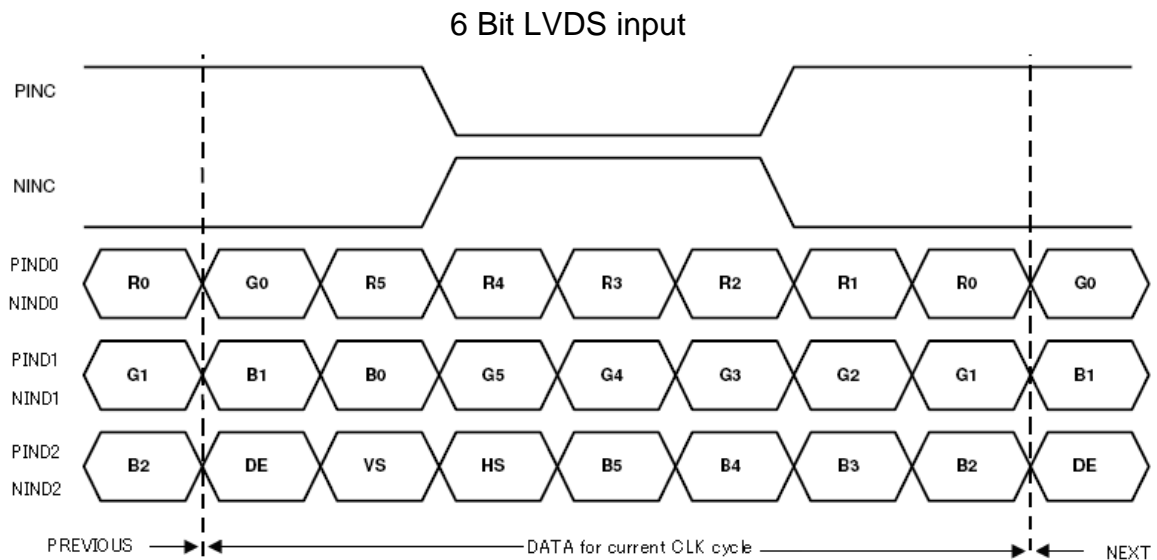 6 Bit LVDS input
PINC
NINC
PIND0
NIND0
R0 G0 R5 R4 R3 R2 R1 R0 G0
PIND1
NIND1
G1 B1 B0 G5 G4 G3 G2 G1 B1
PIND2
NIND2
B2 DE VS HS B5 B4 B3 B2 DE
PREVIOUS DATA for current CLK cycle NEXT